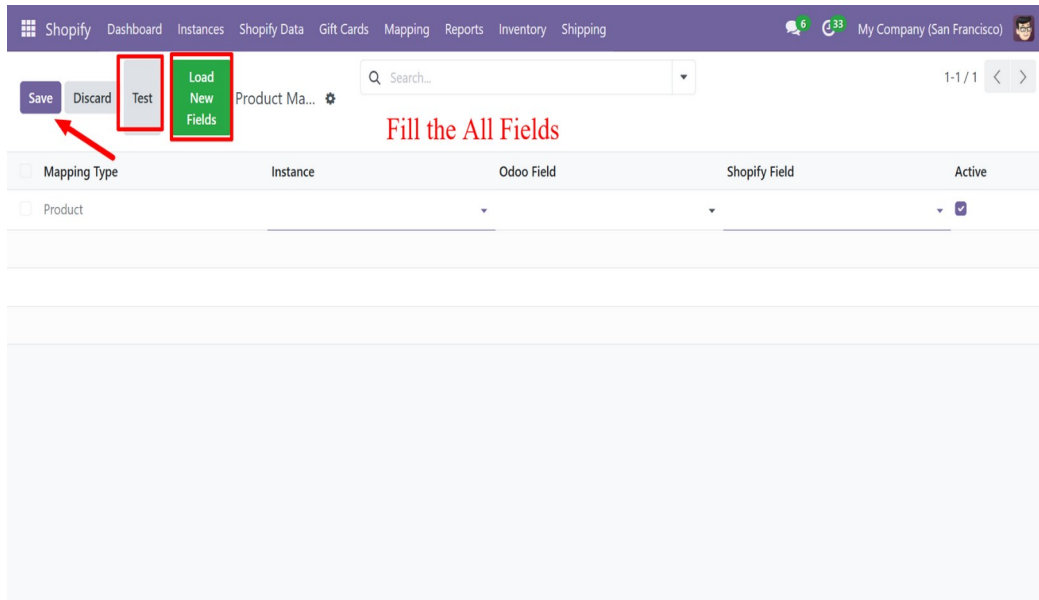 Shopify Dashboard Instances Shopify Data Gift Cards Mapping Reports Inventory Shipping 6 33 My Company (San Francisco)
Save Discard Test Load New Fields Product Ma... Search... 1-1 / 1
Fill the All Fields
Mapping Type Instance Odoo Field Shopify Field Active
Product